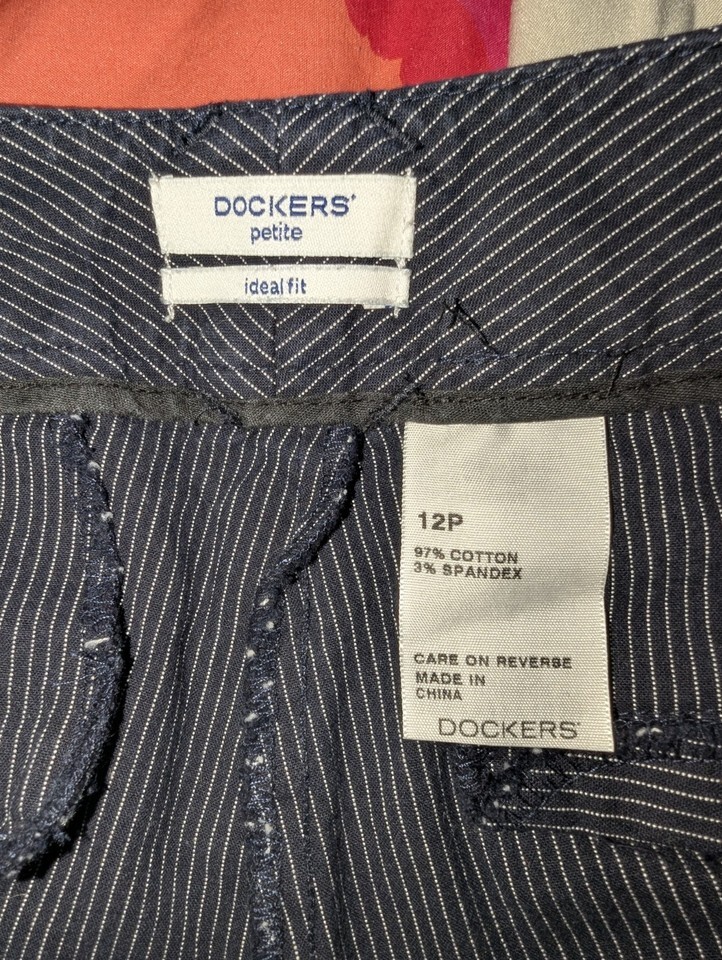 DOCKERS®
petite
ideal fit
12P
97% COTTON
3% SPANDEX
CARE ON REVERSE
MADE IN
CHINA
DOCKERS®